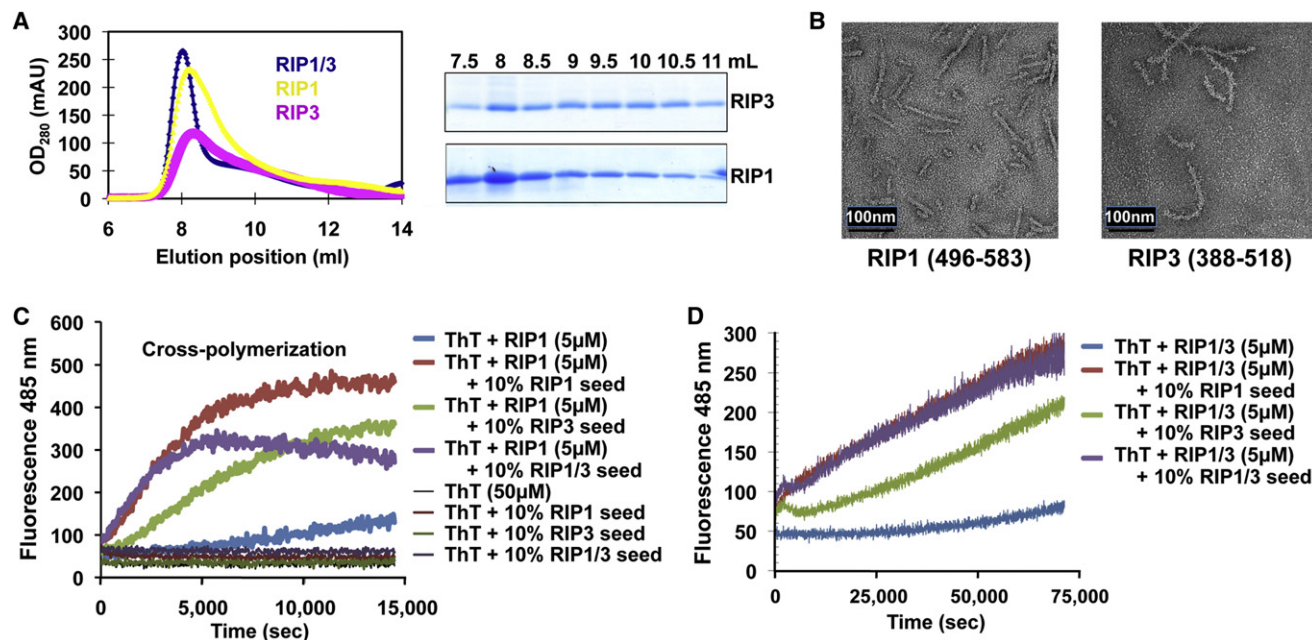 A
300
250
200
150
100
50
0
OD280 (mAU)
RIP1/3
RIP1
RIP3
6 8 10 12 14
Elution position (ml)
7.5 8 8.5 9 9.5 10 10.5 11 mL
RIP3
RIP1
B
100nm
RIP1 (496-583)
100nm
RIP3 (388-518)
C
600
500
400
300
200
100
0
Fluorescence 485 nm
Cross-polymerization
0 5,000 10,000 15,000
Time (sec)
ThT + RIP1 (5µM)
ThT + RIP1 (5µM)
+ 10% RIP1 seed
ThT + RIP1 (5µM)
+ 10% RIP3 seed
ThT + RIP1 (5µM)
+ 10% RIP1/3 seed
ThT (50µM)
ThT + 10% RIP1 seed
ThT + 10% RIP3 seed
ThT + 10% RIP1/3 seed
D
300
250
200
150
100
50
0
Fluorescence 485 nm
0 25,000 50,000 75,000
Time (sec)
ThT + RIP1/3 (5µM)
ThT + RIP1/3 (5µM)
+ 10% RIP1 seed
ThT + RIP1/3 (5µM)
+ 10% RIP3 seed
ThT + RIP1/3 (5µM)
+ 10% RIP1/3 seed